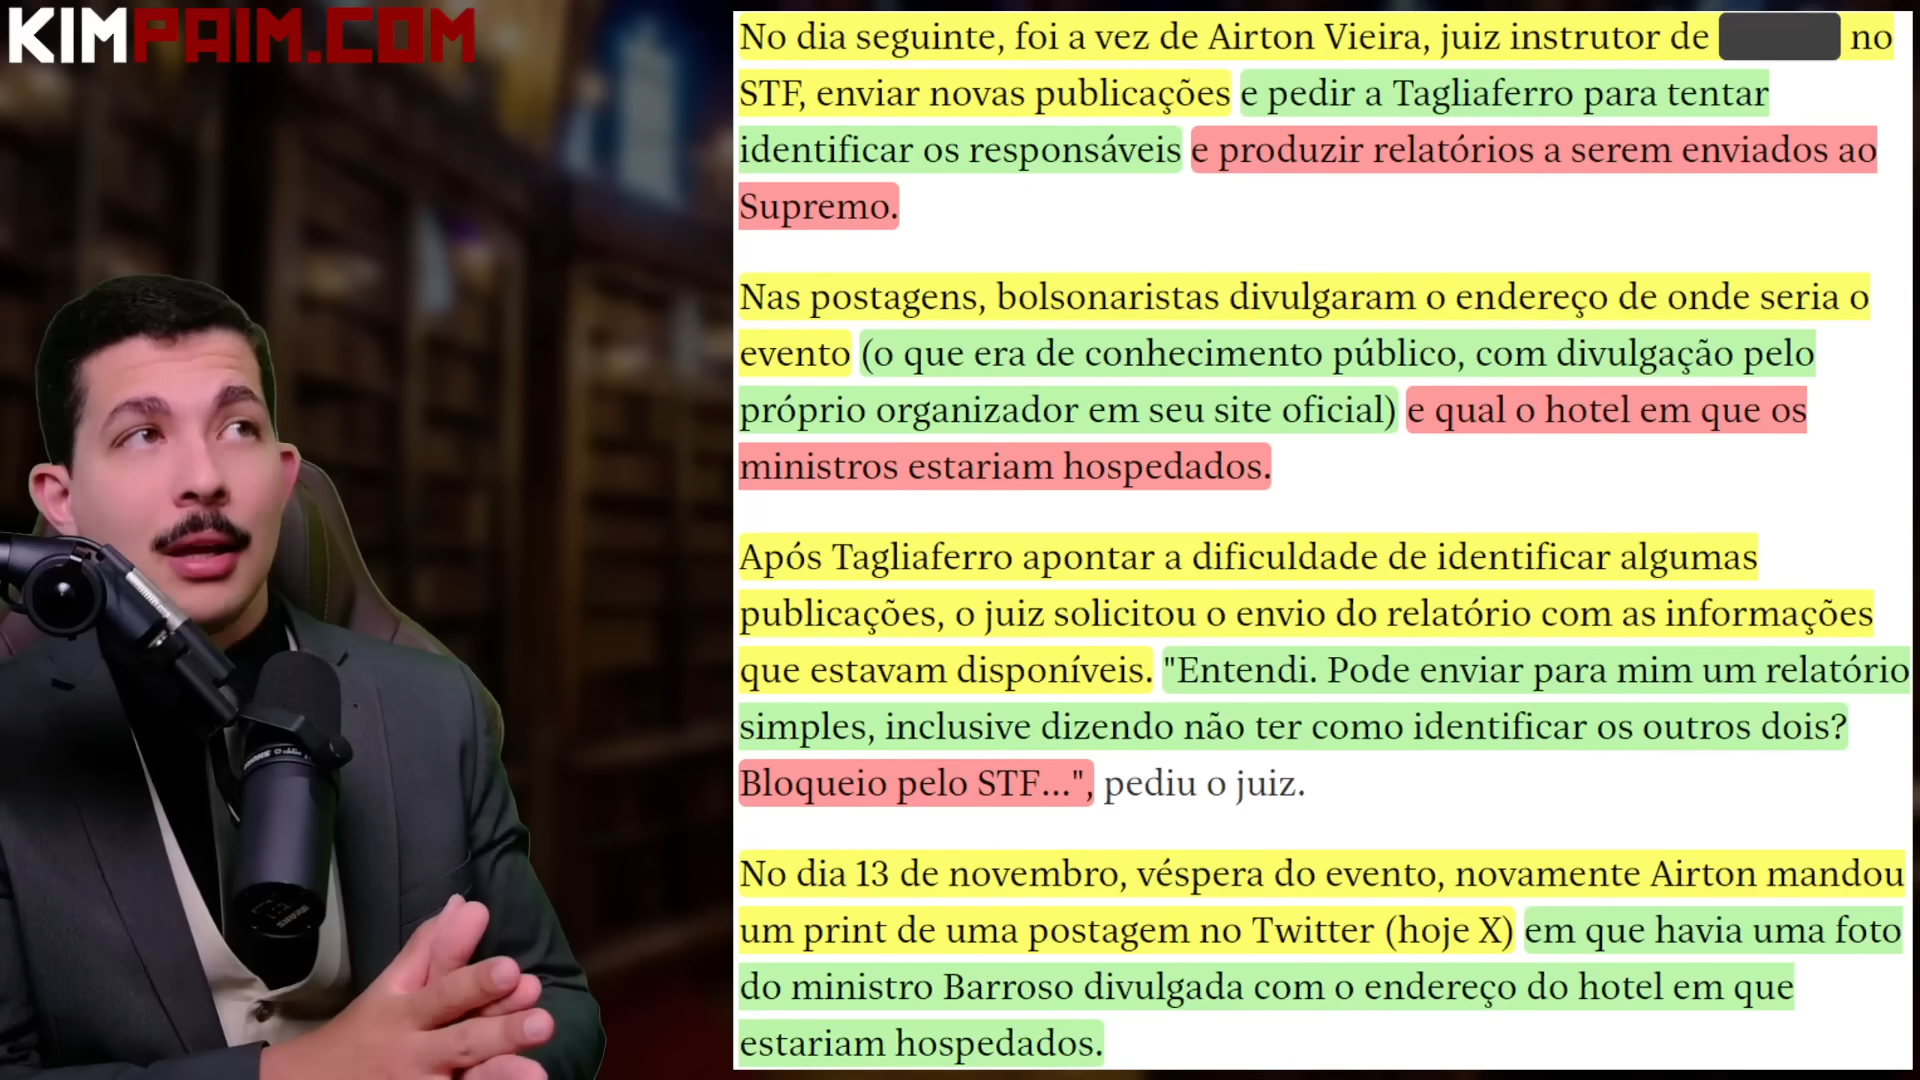 KIMPAIM.COM
No dia seguinte, foi a vez de Airton Vieira, juiz instrutor de no
STF, enviar novas publicações e pedir a Tagliaferro para tentar
identificar os responsáveis e produzir relatórios a serem enviados ao
Supremo.
Nas postagens, bolsonaristas divulgaram o endereço de onde seria o
evento (o que era de conhecimento público, com divulgação pelo
próprio organizador em seu site oficial) e qual o hotel em que os
ministros estariam hospedados.
Após Tagliaferro apontar a dificuldade de identificar algumas
publicações, o juiz solicitou o envio do relatório com as informações
que estavam disponíveis. "Entendi. Pode enviar para mim um relatório
simples, inclusive dizendo não ter como identificar os outros dois?
Bloqueio pelo STF...", pediu o juiz.
No dia 13 de novembro, véspera do evento, novamente Airton mandou
um print de uma postagem no Twitter (hoje X) em que havia uma foto
do ministro Barroso divulgada com o endereço do hotel em que
estariam hospedados.